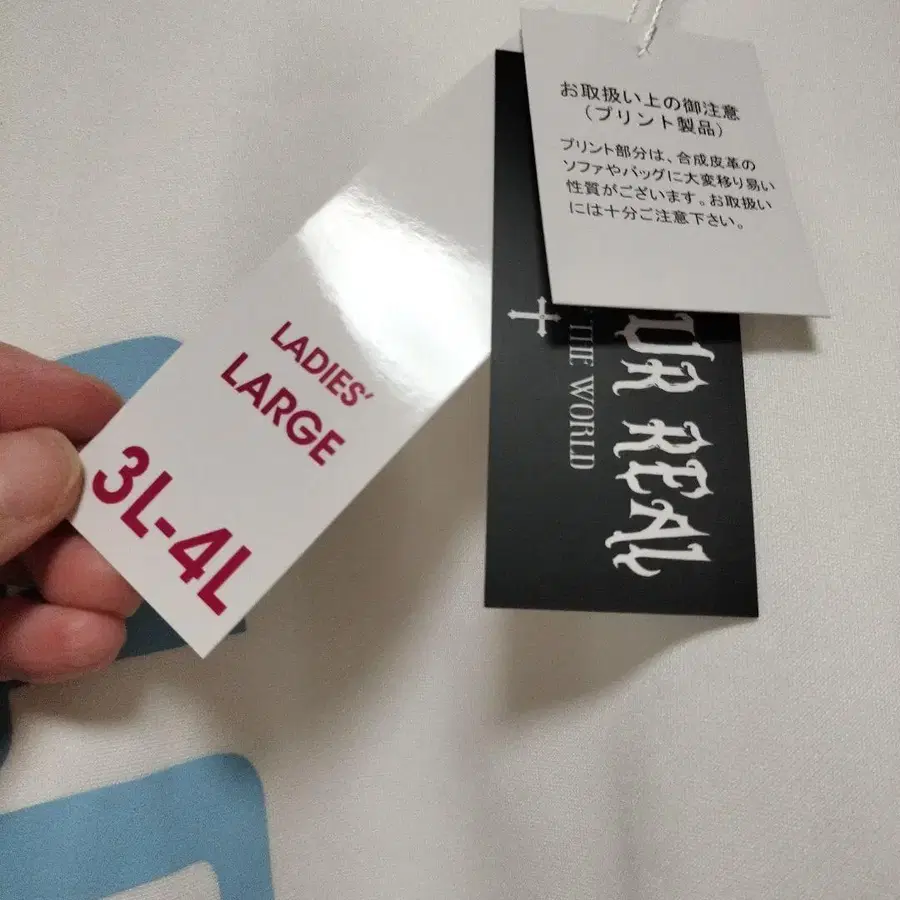 お取扱い上の御注意
(プリント製品)
プリント部分は、合成皮革の
ソファやバッグに大変移り易い
性質がございます。お取扱い
には十分ご注意下さい。
LADIES'
LARGE
3L-4L
UR REAL
THE WORLD